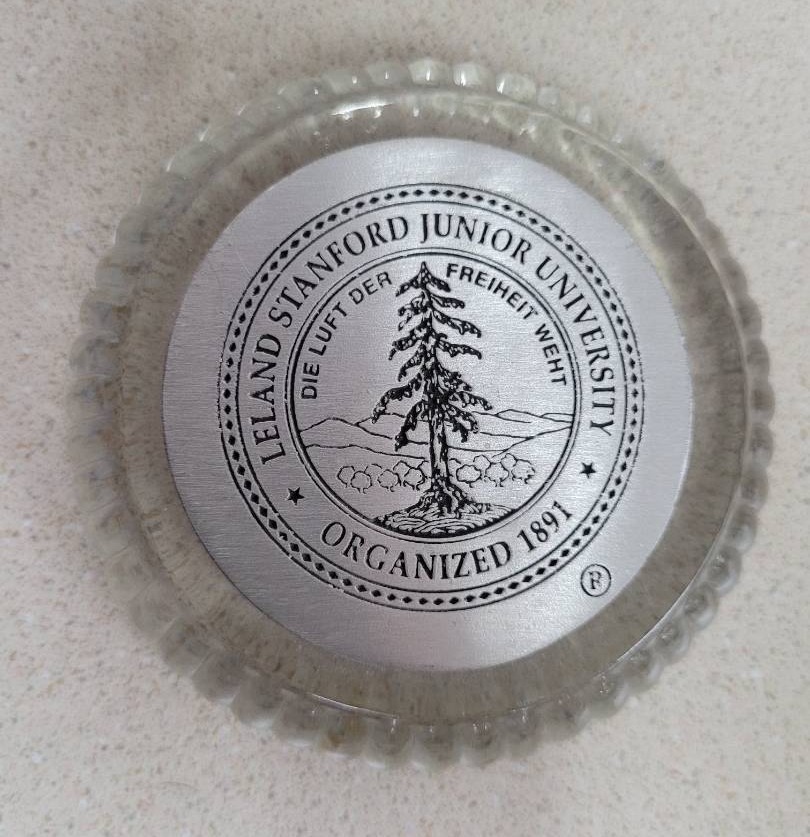 LELAND STANFORD JUNIOR UNIVERSITY
DIE LUFT DER FREIHEIT WEHT
★ ORGANIZED 1891 ★
®